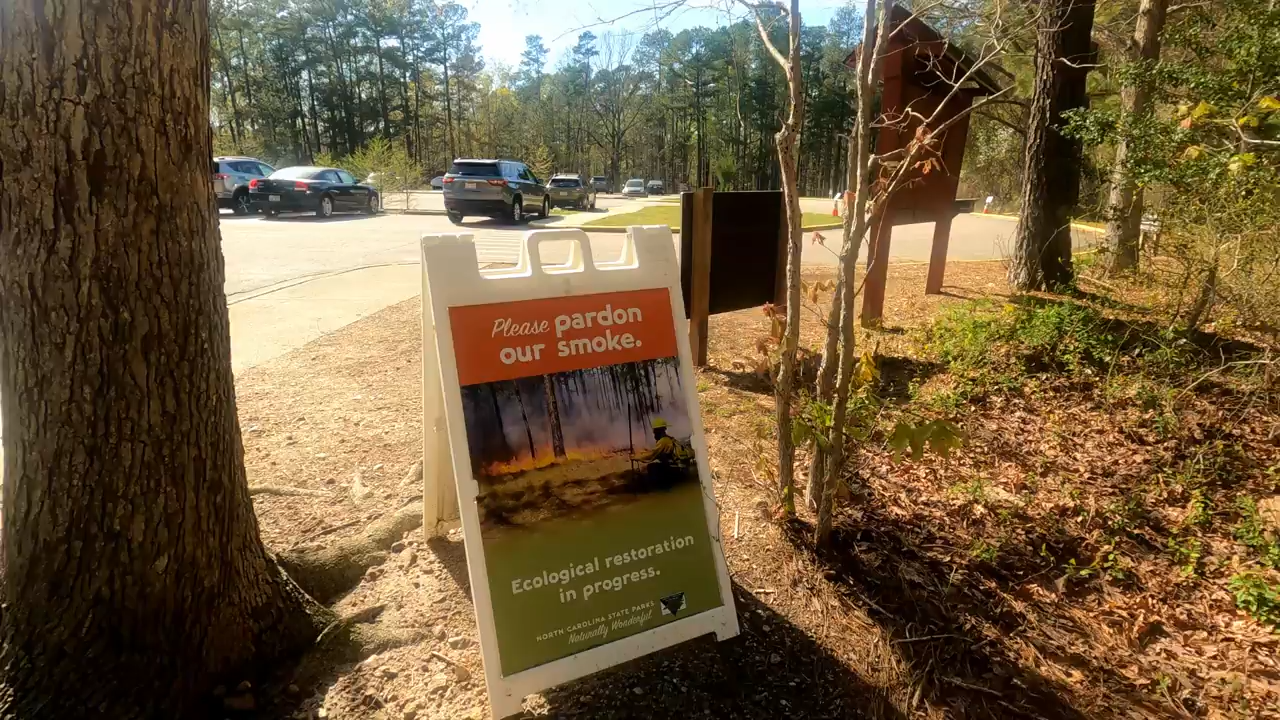 Please pardon
our smoke.
Ecological restoration
in progress.
NORTH CAROLINA STATE PARKS
Naturally Wonderful